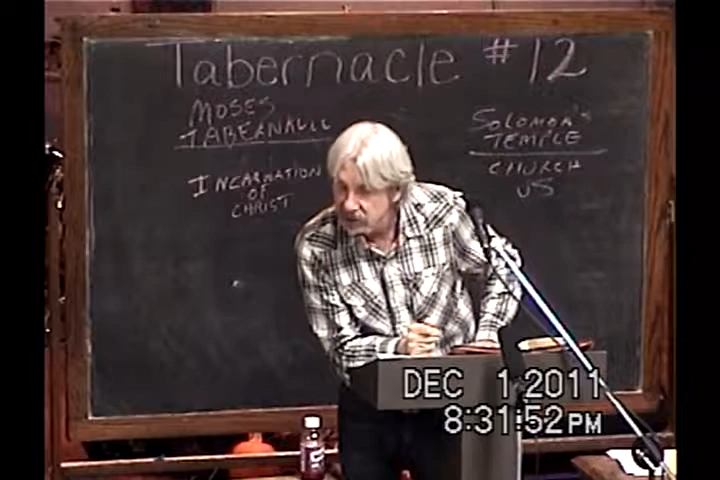 Tabernacle #12
MOSES
TABERNACLE
INCARNATION
OF
CHRIST
SOLOMON'S
TEMPLE
CHURCH
US
DEC 1 2011
8:31:52 PM